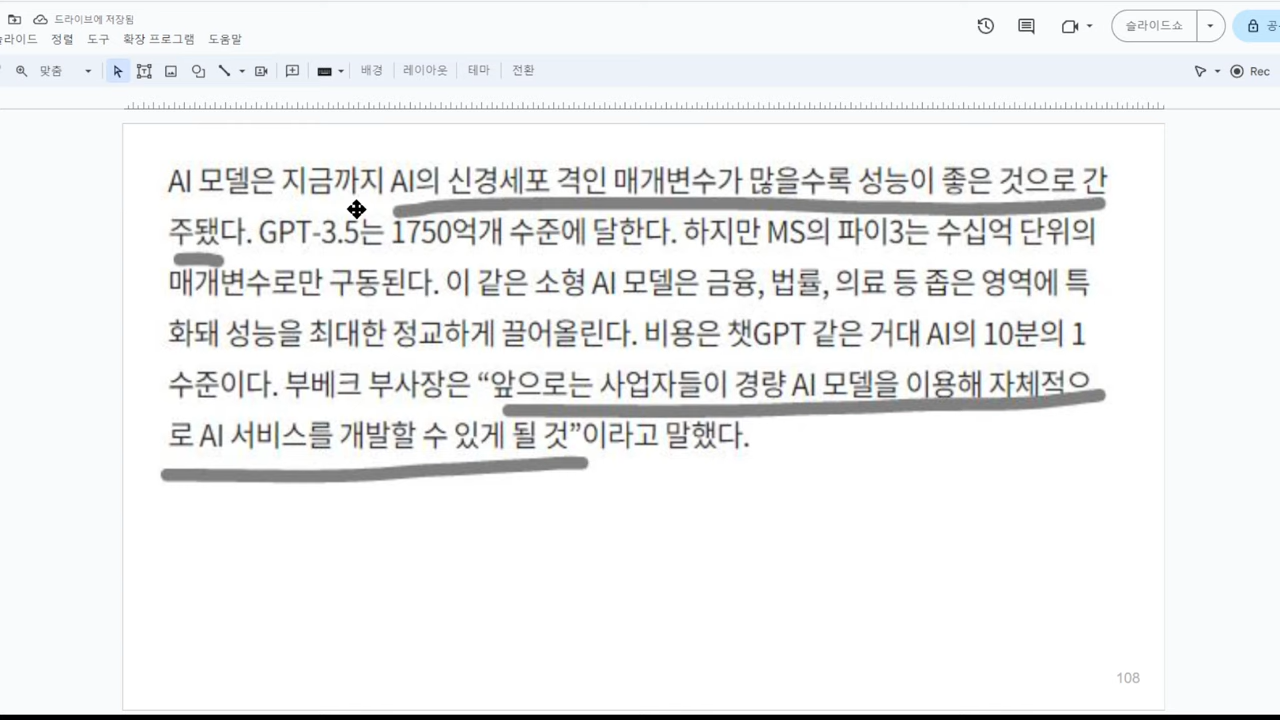 드라이브에 저장됨
슬라이드 정렬 도구 확장 프로그램 도움말
슬라이드쇼
맞춤 배경 레이아웃 테마 전환 Rec
AI 모델은 지금까지 AI의 신경세포 격인 매개변수가 많을수록 성능이 좋은 것으로 간
주됐다. GPT-3.5는 1750억개 수준에 달한다. 하지만 MS의 파이3는 수십억 단위의
매개변수로만 구동된다. 이 같은 소형 AI 모델은 금융, 법률, 의료 등 좁은 영역에 특
화돼 성능을 최대한 정교하게 끌어올린다. 비용은 챗GPT 같은 거대 AI의 10분의 1
수준이다. 부베크 부사장은 “앞으로는 사업자들이 경량 AI 모델을 이용해 자체적으
로 AI 서비스를 개발할 수 있게 될 것”이라고 말했다.
108